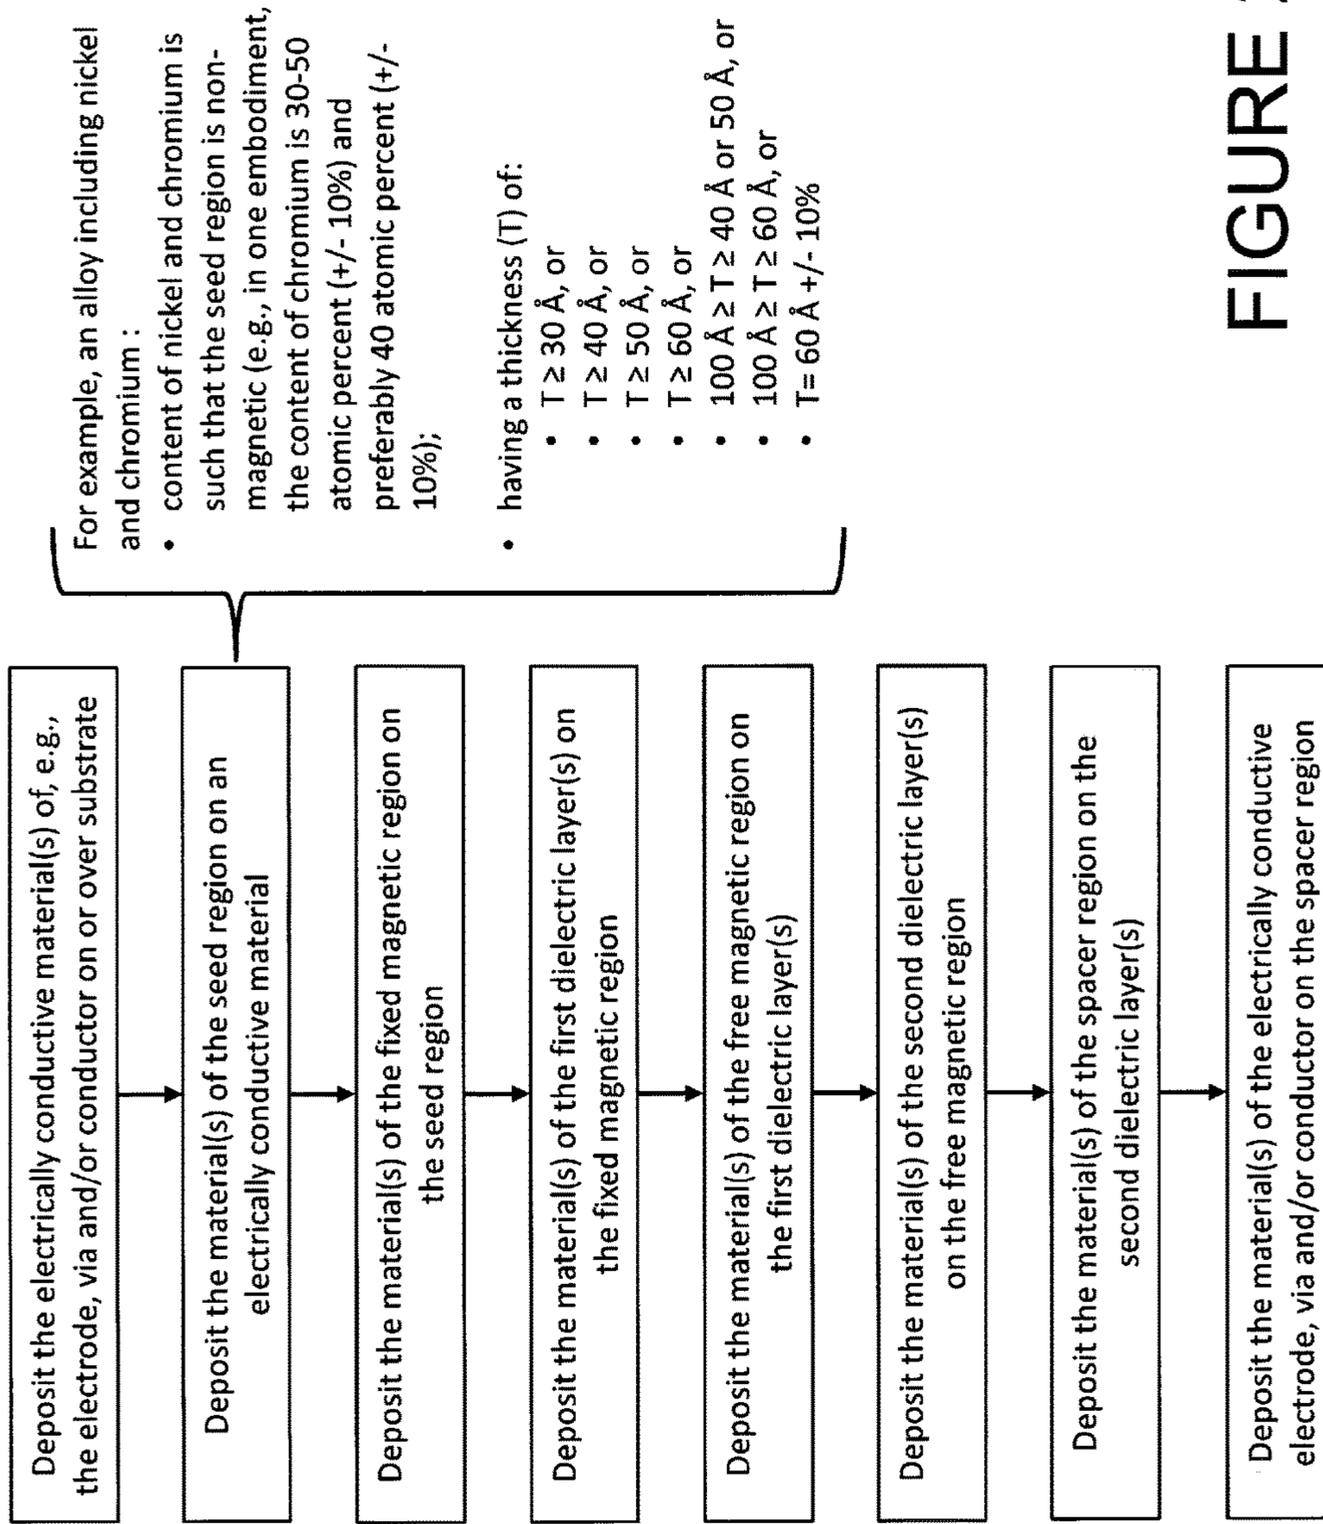 Deposit the electrically conductive material(s) of, e.g.,
the electrode, via and/or conductor on or over substrate
Deposit the material(s) of the seed region on an
electrically conductive material
Deposit the material(s) of the fixed magnetic region on
the seed region
Deposit the material(s) of the first dielectric layer(s) on
the fixed magnetic region
Deposit the material(s) of the free magnetic region on
the first dielectric layer(s)
Deposit the material(s) of the second dielectric layer(s)
on the free magnetic region
Deposit the material(s) of the spacer region on the
second dielectric layer(s)
Deposit the material(s) of the electrically conductive
electrode, via and/or conductor on the spacer region
For example, an alloy including nickel
and chromium :
• content of nickel and chromium is
such that the seed region is non-
magnetic (e.g., in one embodiment,
the content of chromium is 30-50
atomic percent (+/- 10%) and
preferably 40 atomic percent (+/-
10%);
• having a thickness (T) of:
• T ≥ 30 Å, or
• T ≥ 40 Å, or
• T ≥ 50 Å, or
• T ≥ 60 Å, or
• 100 Å ≥ T ≥ 40 Å or 50 Å, or
• 100 Å ≥ T ≥ 60 Å, or
• T= 60 Å +/- 10%
FIGURE